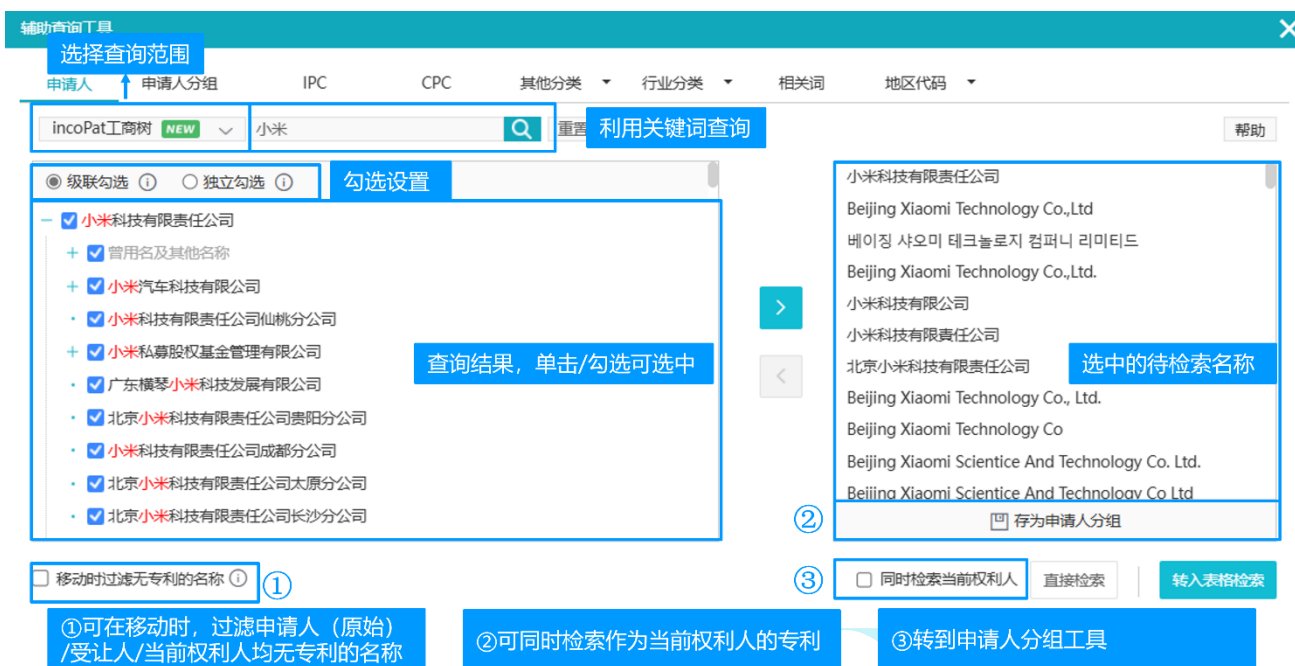 辅助查询工具
选择查询范围
申请人 申请人分组 IPC CPC 其他分类 行业分类 相关词 地区代码
incoPat工商树 NEW 小米 重置 利用关键词查询 帮助
级联勾选 独立勾选 勾选设置
小米科技有限责任公司
曾用名及其他名称
小米汽车科技有限公司
小米科技有限责任公司仙桃分公司
小米私募股权基金管理有限公司
广东横琴小米科技发展有限公司
北京小米科技有限责任公司贵阳分公司
小米科技有限责任公司成都分公司
北京小米科技有限责任公司太原分公司
北京小米科技有限责任公司长沙分公司
查询结果，单击/勾选可选中
小米科技有限责任公司
Beijing Xiaomi Technology Co.,Ltd
베이징 샤오미 테크놀로지 컴퍼니 리미티드
Beijing Xiaomi Technology Co.,Ltd.
小米科技有限公司
小米科技有限責任公司
北京小米科技有限责任公司
选中的待检索名称
Beijing Xiaomi Technology Co., Ltd.
Beijing Xiaomi Technology Co
Beijing Xiaomi Scientice And Technology Co. Ltd.
Beijing Xiaomi Scientice And Technology Co Ltd
② 存为申请人分组
移动时过滤无专利的名称 ①
③ 同时检索当前权利人 直接检索 转入表格检索
①可在移动时，过滤申请人（原始）
/受让人/当前权利人均无专利的名称
②可同时检索作为当前权利人的专利
③转到申请人分组工具